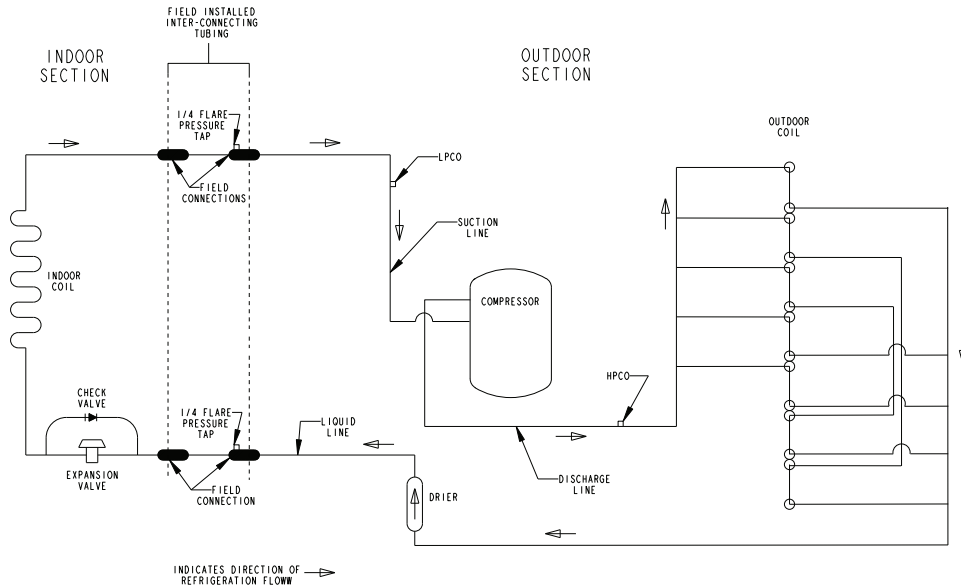 FIELD INSTALLED
INTER-CONNECTING
TUBING
INDOOR
SECTION
OUTDOOR
SECTION
1/4 FLARE
PRESSURE
TAP
OUTDOOR
COIL
LPCO
FIELD
CONNECTIONS
SUCTION
LINE
INDOOR
COIL
COMPRESSOR
HPCO
CHECK
VALVE
1/4 FLARE
PRESSURE
TAP
LIQUID
LINE
EXPANSION
VALVE
FIELD
CONNECTION
DISCHARGE
LINE
DRIER
INDICATES DIRECTION OF
REFRIGERATION FLOWW